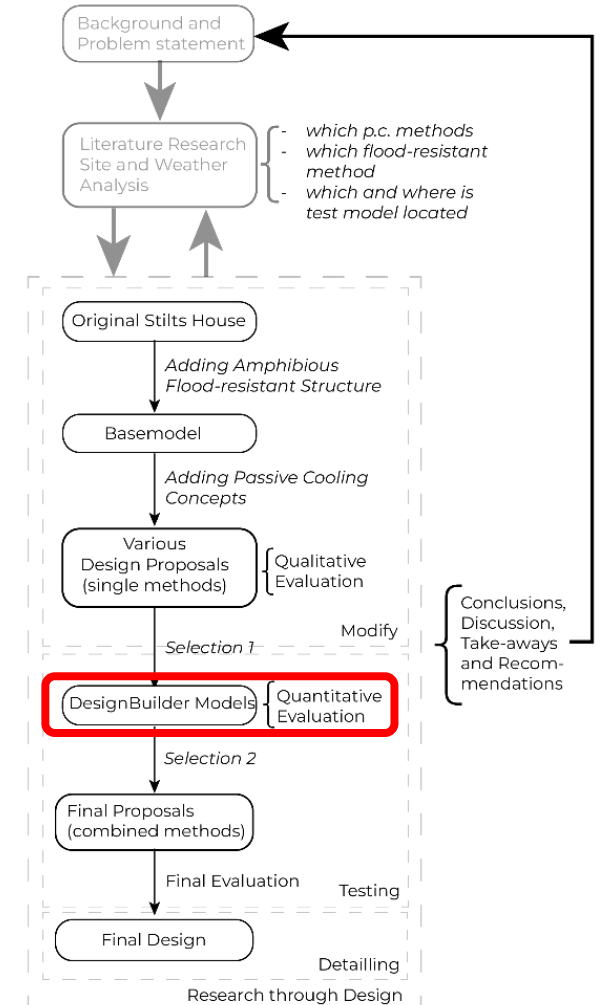 Background and
Problem statement
Literature Research
Site and Weather
Analysis
- which p.c. methods
- which flood-resistant
method
- which and where is
test model located
Original Stilts House
Adding Amphibious
Flood-resistant Structure
Basemodel
Adding Passive Cooling
Concepts
Various
Design Proposals
(single methods)
Qualitative
Evaluation
Modify
Selection 1
DesignBuilder Models
Quantitative
Evaluation
Selection 2
Final Proposals
(combined methods)
Final Evaluation
Testing
Final Design
Detailling
Research through Design
Conclusions,
Discussion,
Take-aways
and Recom-
mendations